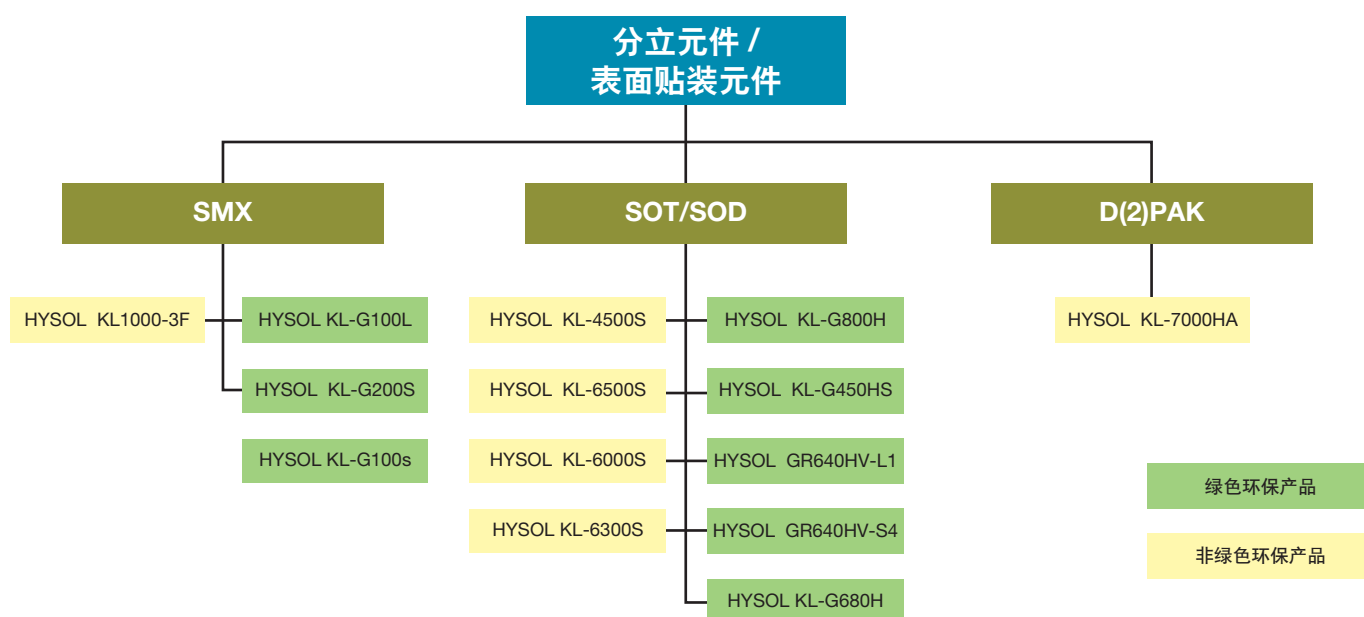 分立元件 /
表面贴装元件
SMX
SOT/SOD
D(2)PAK
HYSOL KL1000-3F
HYSOL KL-G100L
HYSOL KL-4500S
HYSOL KL-G800H
HYSOL KL-7000HA
HYSOL KL-G200S
HYSOL KL-6500S
HYSOL KL-G450HS
HYSOL KL-G100s
HYSOL KL-6000S
HYSOL GR640HV-L1
绿色环保产品
HYSOL KL-6300S
HYSOL GR640HV-S4
非绿色环保产品
HYSOL KL-G680H